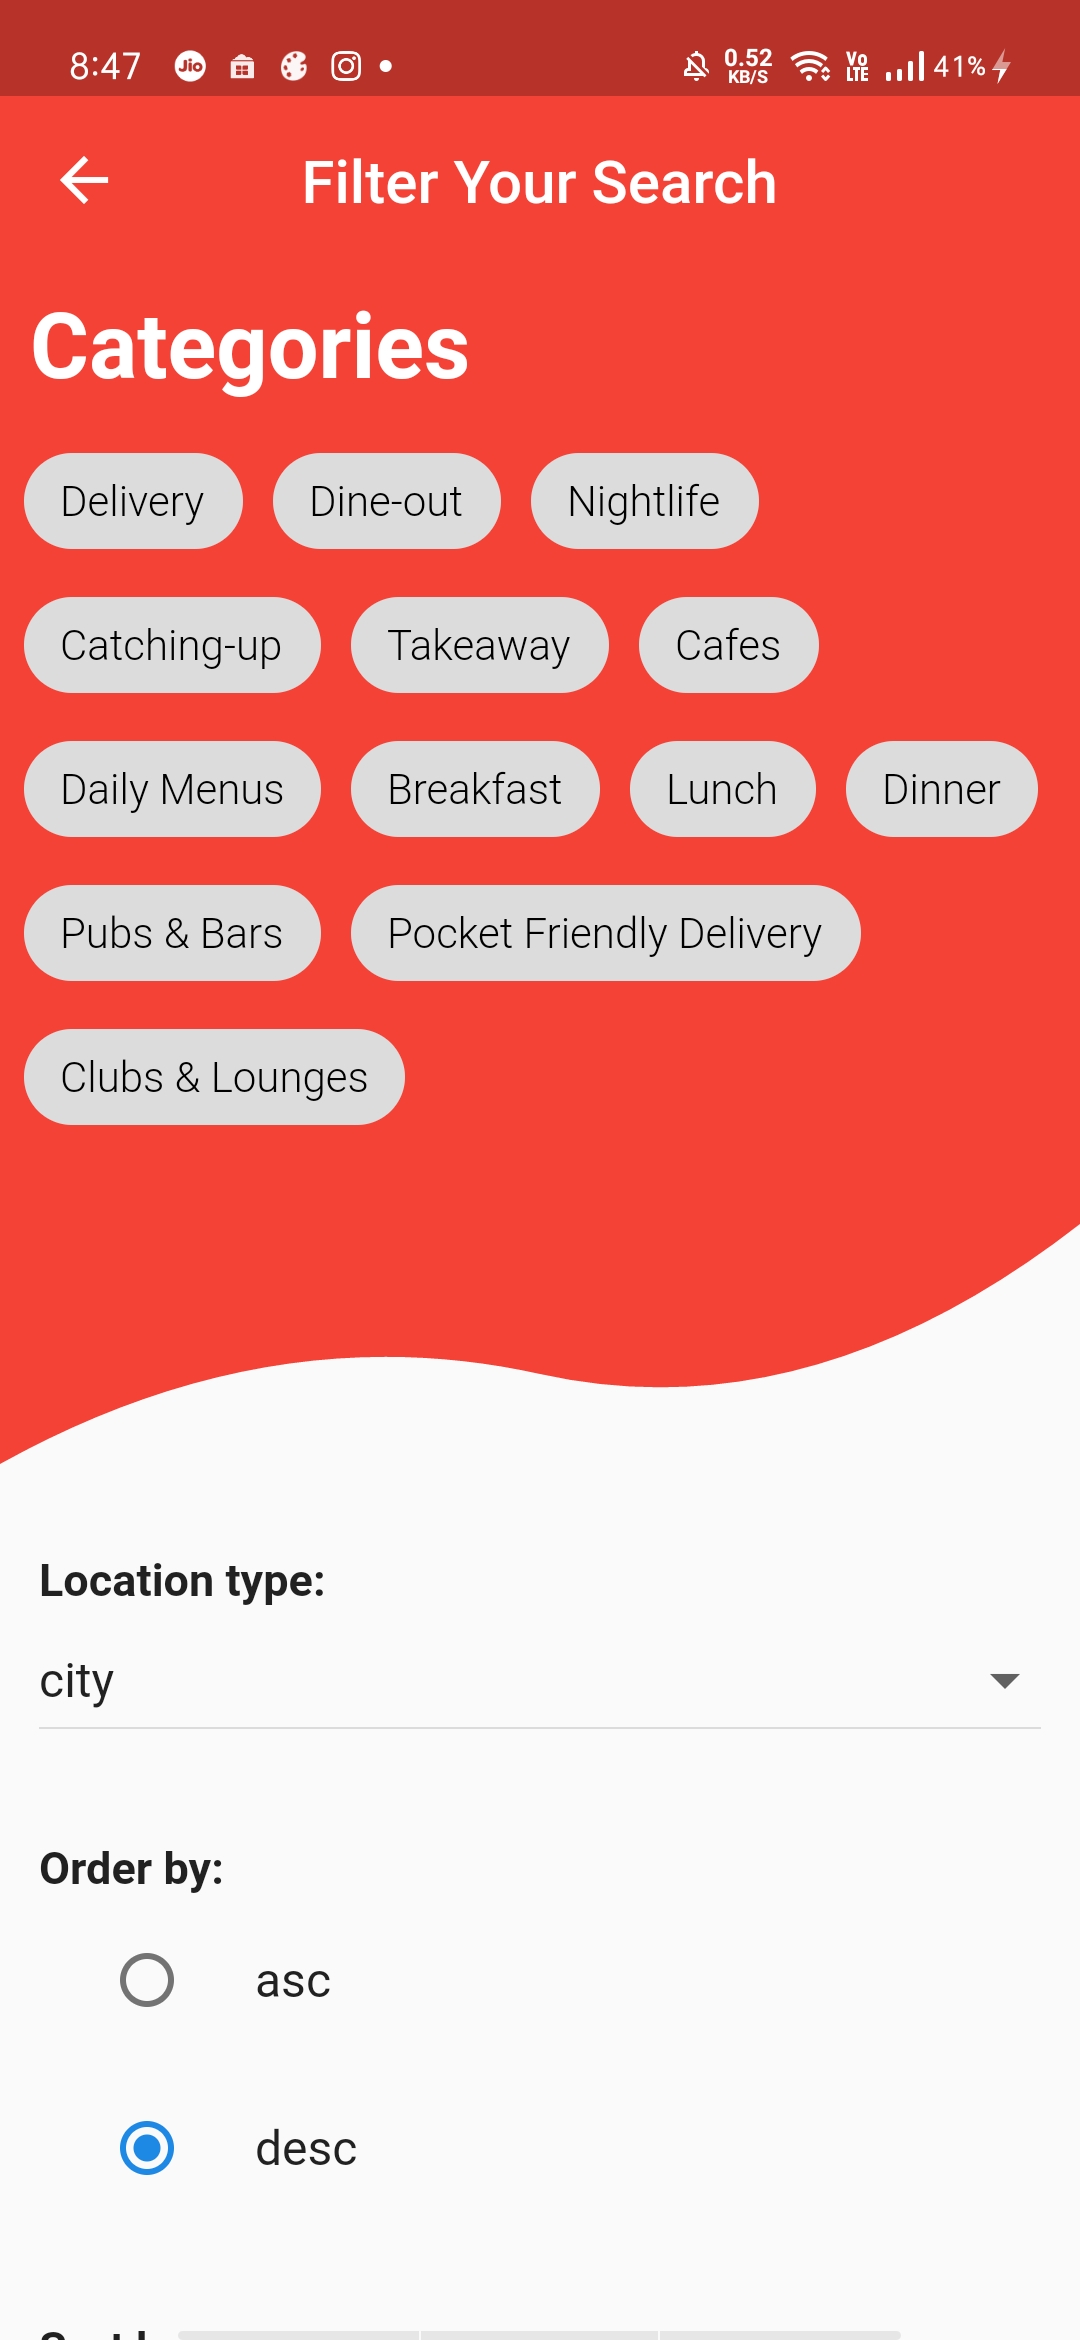 8:47 Jio 0.52 KB/S Vo LTE 41%
Filter Your Search
Categories
Delivery Dine-out Nightlife
Catching-up Takeaway Cafes
Daily Menus Breakfast Lunch Dinner
Pubs & Bars Pocket Friendly Delivery
Clubs & Lounges
Location type:
city
Order by:
asc
desc